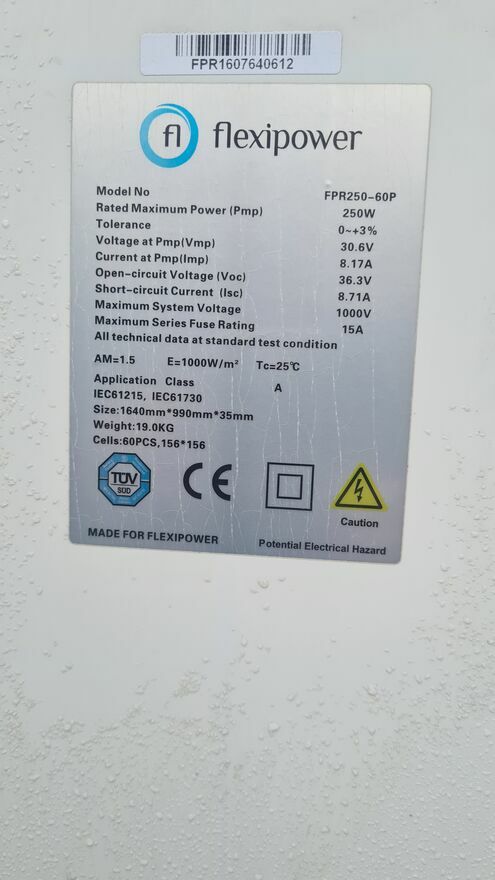 FPR1607640612
fl flexipower
Model No FPR250-60P
Rated Maximum Power (Pmp) 250W
Tolerance 0~+3%
Voltage at Pmp(Vmp) 30.6V
Current at Pmp(Imp) 8.17A
Open-circuit Voltage (Voc) 36.3V
Short-circuit Current (Isc) 8.71A
Maximum System Voltage 1000V
Maximum Series Fuse Rating 15A
All technical data at standard test condition
AM=1.5 E=1000W/m² Tc=25℃
Application Class A
IEC61215, IEC61730
Size:1640mm*990mm*35mm
Weight:19.0KG
Cells:60PCS,156*156
TÜV
SÜD
CE
Caution
MADE FOR FLEXIPOWER
Potential Electrical Hazard